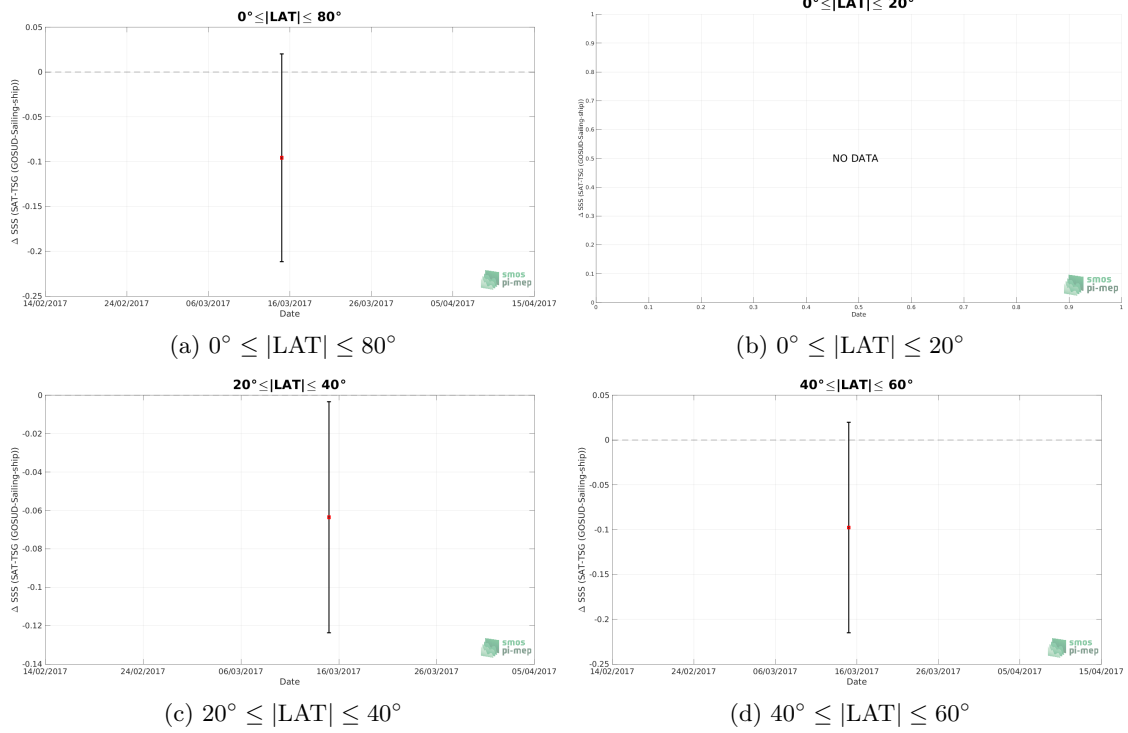 0°≤|LAT|≤ 80°
0.05
0
-0.05
-0.1
-0.15
-0.2
-0.25
Δ SSS (SAT-TSG (GOSUD-Sailing-ship))
14/02/2017 24/02/2017 06/03/2017 16/03/2017 26/03/2017 05/04/2017 15/04/2017
Date
smos
pi-mep
(a) 0° ≤ |LAT| ≤ 80°
0°≤|LAT|≤ 20°
1
0.9
0.8
0.7
0.6
0.5
0.4
0.3
0.2
0.1
0
Δ SSS (SAT-TSG (GOSUD-Sailing-ship))
NO DATA
0 0.1 0.2 0.3 0.4 0.5 0.6 0.7 0.8 0.9 1
Date
smos
pi-mep
(b) 0° ≤ |LAT| ≤ 20°
20°≤|LAT|≤ 40°
0
-0.02
-0.04
-0.06
-0.08
-0.1
-0.12
-0.14
Δ SSS (SAT-TSG (GOSUD-Sailing-ship))
14/02/2017 24/02/2017 06/03/2017 16/03/2017 26/03/2017 05/04/2017
Date
smos
pi-mep
(c) 20° ≤ |LAT| ≤ 40°
40°≤|LAT|≤ 60°
0.05
0
-0.05
-0.1
-0.15
-0.2
-0.25
Δ SSS (SAT-TSG (GOSUD-Sailing-ship))
14/02/2017 24/02/2017 06/03/2017 16/03/2017 26/03/2017 05/04/2017 15/04/2017
Date
smos
pi-mep
(d) 40° ≤ |LAT| ≤ 60°